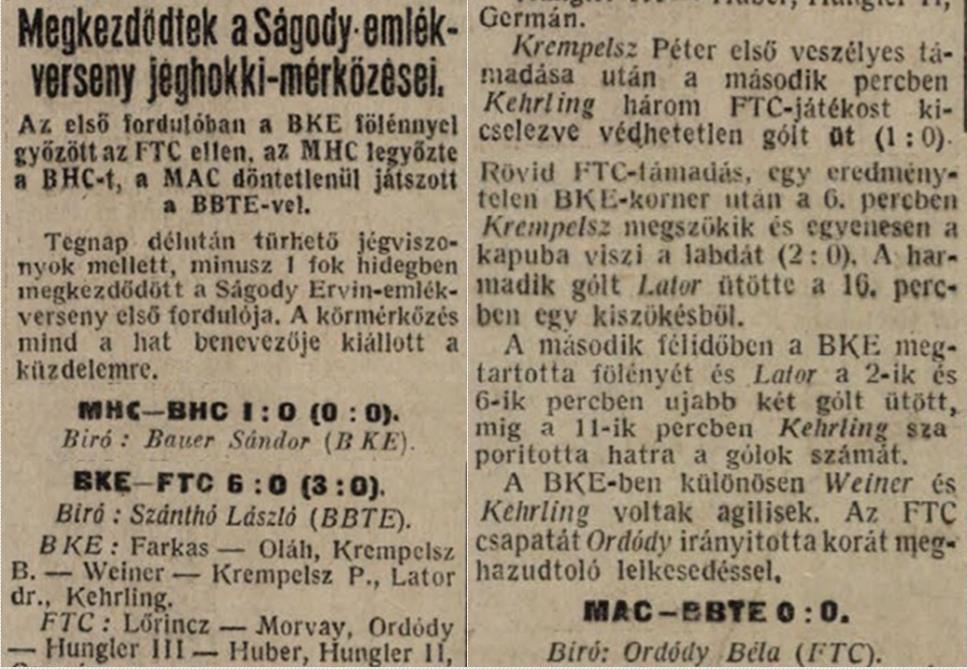 Megkezdődtek a Ságody-emlék-
verseny jéghokki-mérkőzései.
Az első fordulóban a BKE fölénnyel
győzött az FTC ellen, az MHC legyőzte
a BHC-t, a MAC döntetlenül játszott
a BBTE-vel.
Tegnap délután türhető jégviszo-
nyok mellett, minusz 1 fok hidegben
megkezdődött a Ságody Ervin-emlék-
verseny első fordulója. A körmérkőzés
mind a hat benevezője kiállott a
küzdelemre.
MHC—BHC 1 : 0 (0 : 0).
Biró : Bauer Sándor (BKE).
BKE—FTC 6 : 0 (3 : 0).
Biró : Szánthó László (BBTE).
BKE : Farkas — Oláh, Krempelsz
B. — Weiner — Krempelsz P., Lator
dr., Kehrling.
FTC : Lőrincz — Morvay, Ordódy
— Hungler III — Huber, Hungler II,
Germán.
Krempelsz Péter első veszélyes tá-
madása után a második percben
Kehrling három FTC-játékost ki-
cselezve védhetetlen gólt üt (1 : 0).
Rövid FTC-támadás, egy eredmény-
telen BKE-korner után a 6. percben
Krempelsz megszökik és egyenesen a
kapuba viszi a labdát (2 : 0). A har-
madik gólt Lator ütötte a 16. perc-
ben egy kiszökésből.
A második félidőben a BKE meg-
tartotta fölényét és Lator a 2-ik és
6-ik percben ujabb két gólt ütött,
mig a 11-ik percben Kehrling sza
poritotta hatra a gólok számát.
A BKE-ben különösen Weiner és
Kehrling voltak agilisek. Az FTC
csapatát Ordódy irányitotta korát meg-
hazudtoló lelkesedéssel.
MAC—BBTE 0 : 0.
Biró: Ordódy Béla (FTC).